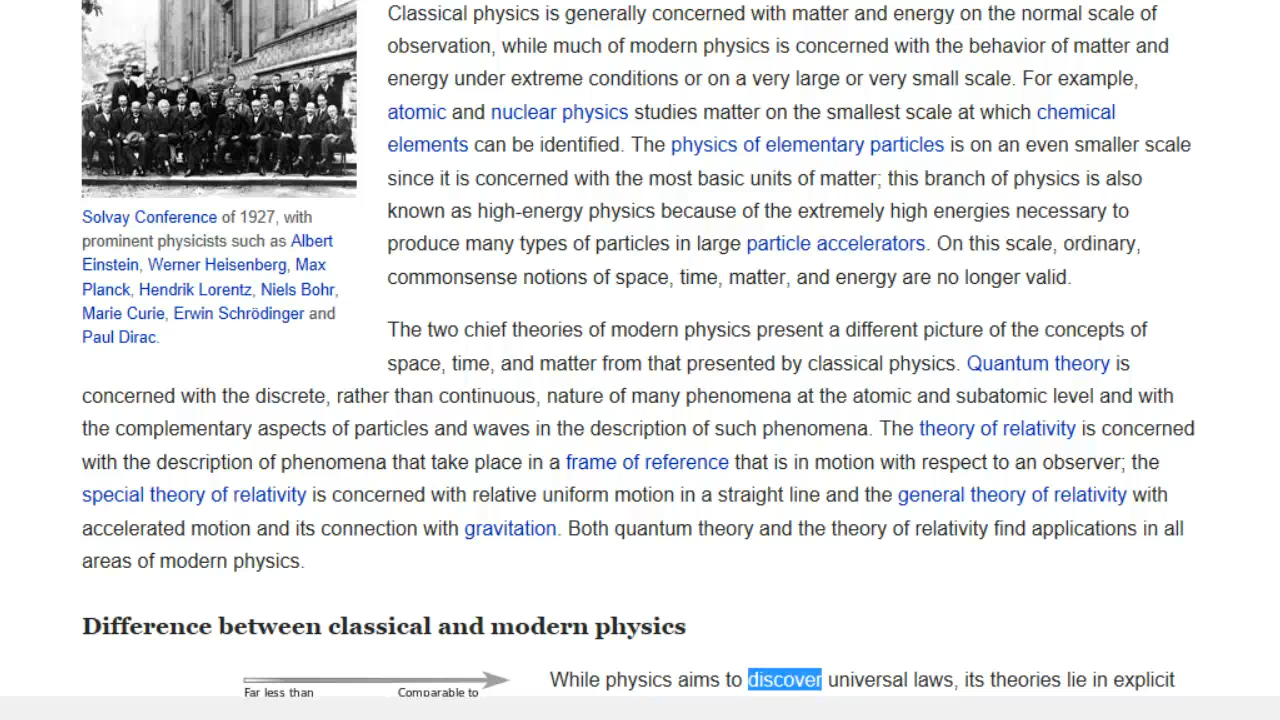 Classical physics is generally concerned with matter and energy on the normal scale of
observation, while much of modern physics is concerned with the behavior of matter and
energy under extreme conditions or on a very large or very small scale. For example,
atomic and nuclear physics studies matter on the smallest scale at which chemical
elements can be identified. The physics of elementary particles is on an even smaller scale
since it is concerned with the most basic units of matter; this branch of physics is also
known as high-energy physics because of the extremely high energies necessary to
produce many types of particles in large particle accelerators. On this scale, ordinary,
commonsense notions of space, time, matter, and energy are no longer valid.
Solvay Conference of 1927, with
prominent physicists such as Albert
Einstein, Werner Heisenberg, Max
Planck, Hendrik Lorentz, Niels Bohr,
Marie Curie, Erwin Schrödinger and
Paul Dirac.
The two chief theories of modern physics present a different picture of the concepts of
space, time, and matter from that presented by classical physics. Quantum theory is
concerned with the discrete, rather than continuous, nature of many phenomena at the atomic and subatomic level and with
the complementary aspects of particles and waves in the description of such phenomena. The theory of relativity is concerned
with the description of phenomena that take place in a frame of reference that is in motion with respect to an observer; the
special theory of relativity is concerned with relative uniform motion in a straight line and the general theory of relativity with
accelerated motion and its connection with gravitation. Both quantum theory and the theory of relativity find applications in all
areas of modern physics.
Difference between classical and modern physics
Far less than
Comparable to
While physics aims to discover universal laws, its theories lie in explicit